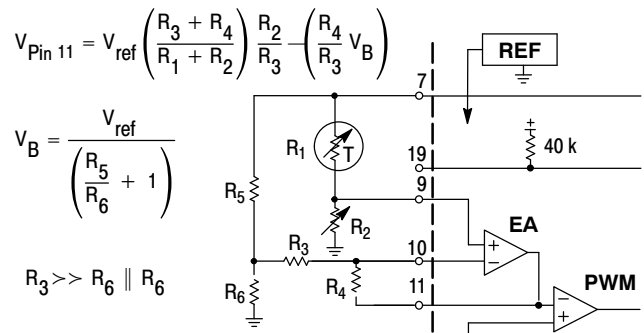 V_Pin 11 = V_ref ( (R_3 + R_4) / (R_1 + R_2) ) R_2 / R_3 – ( R_4 / R_3 V_B )
V_B = V_ref / ( R_5 / R_6 + 1 )
R_3 >> R_6 ∥ R_6
REF
7
+
40 k
R_1
T
19
9
R_5
R_2
EA
+
–
R_3
10
R_6
R_4
11
PWM
–
+